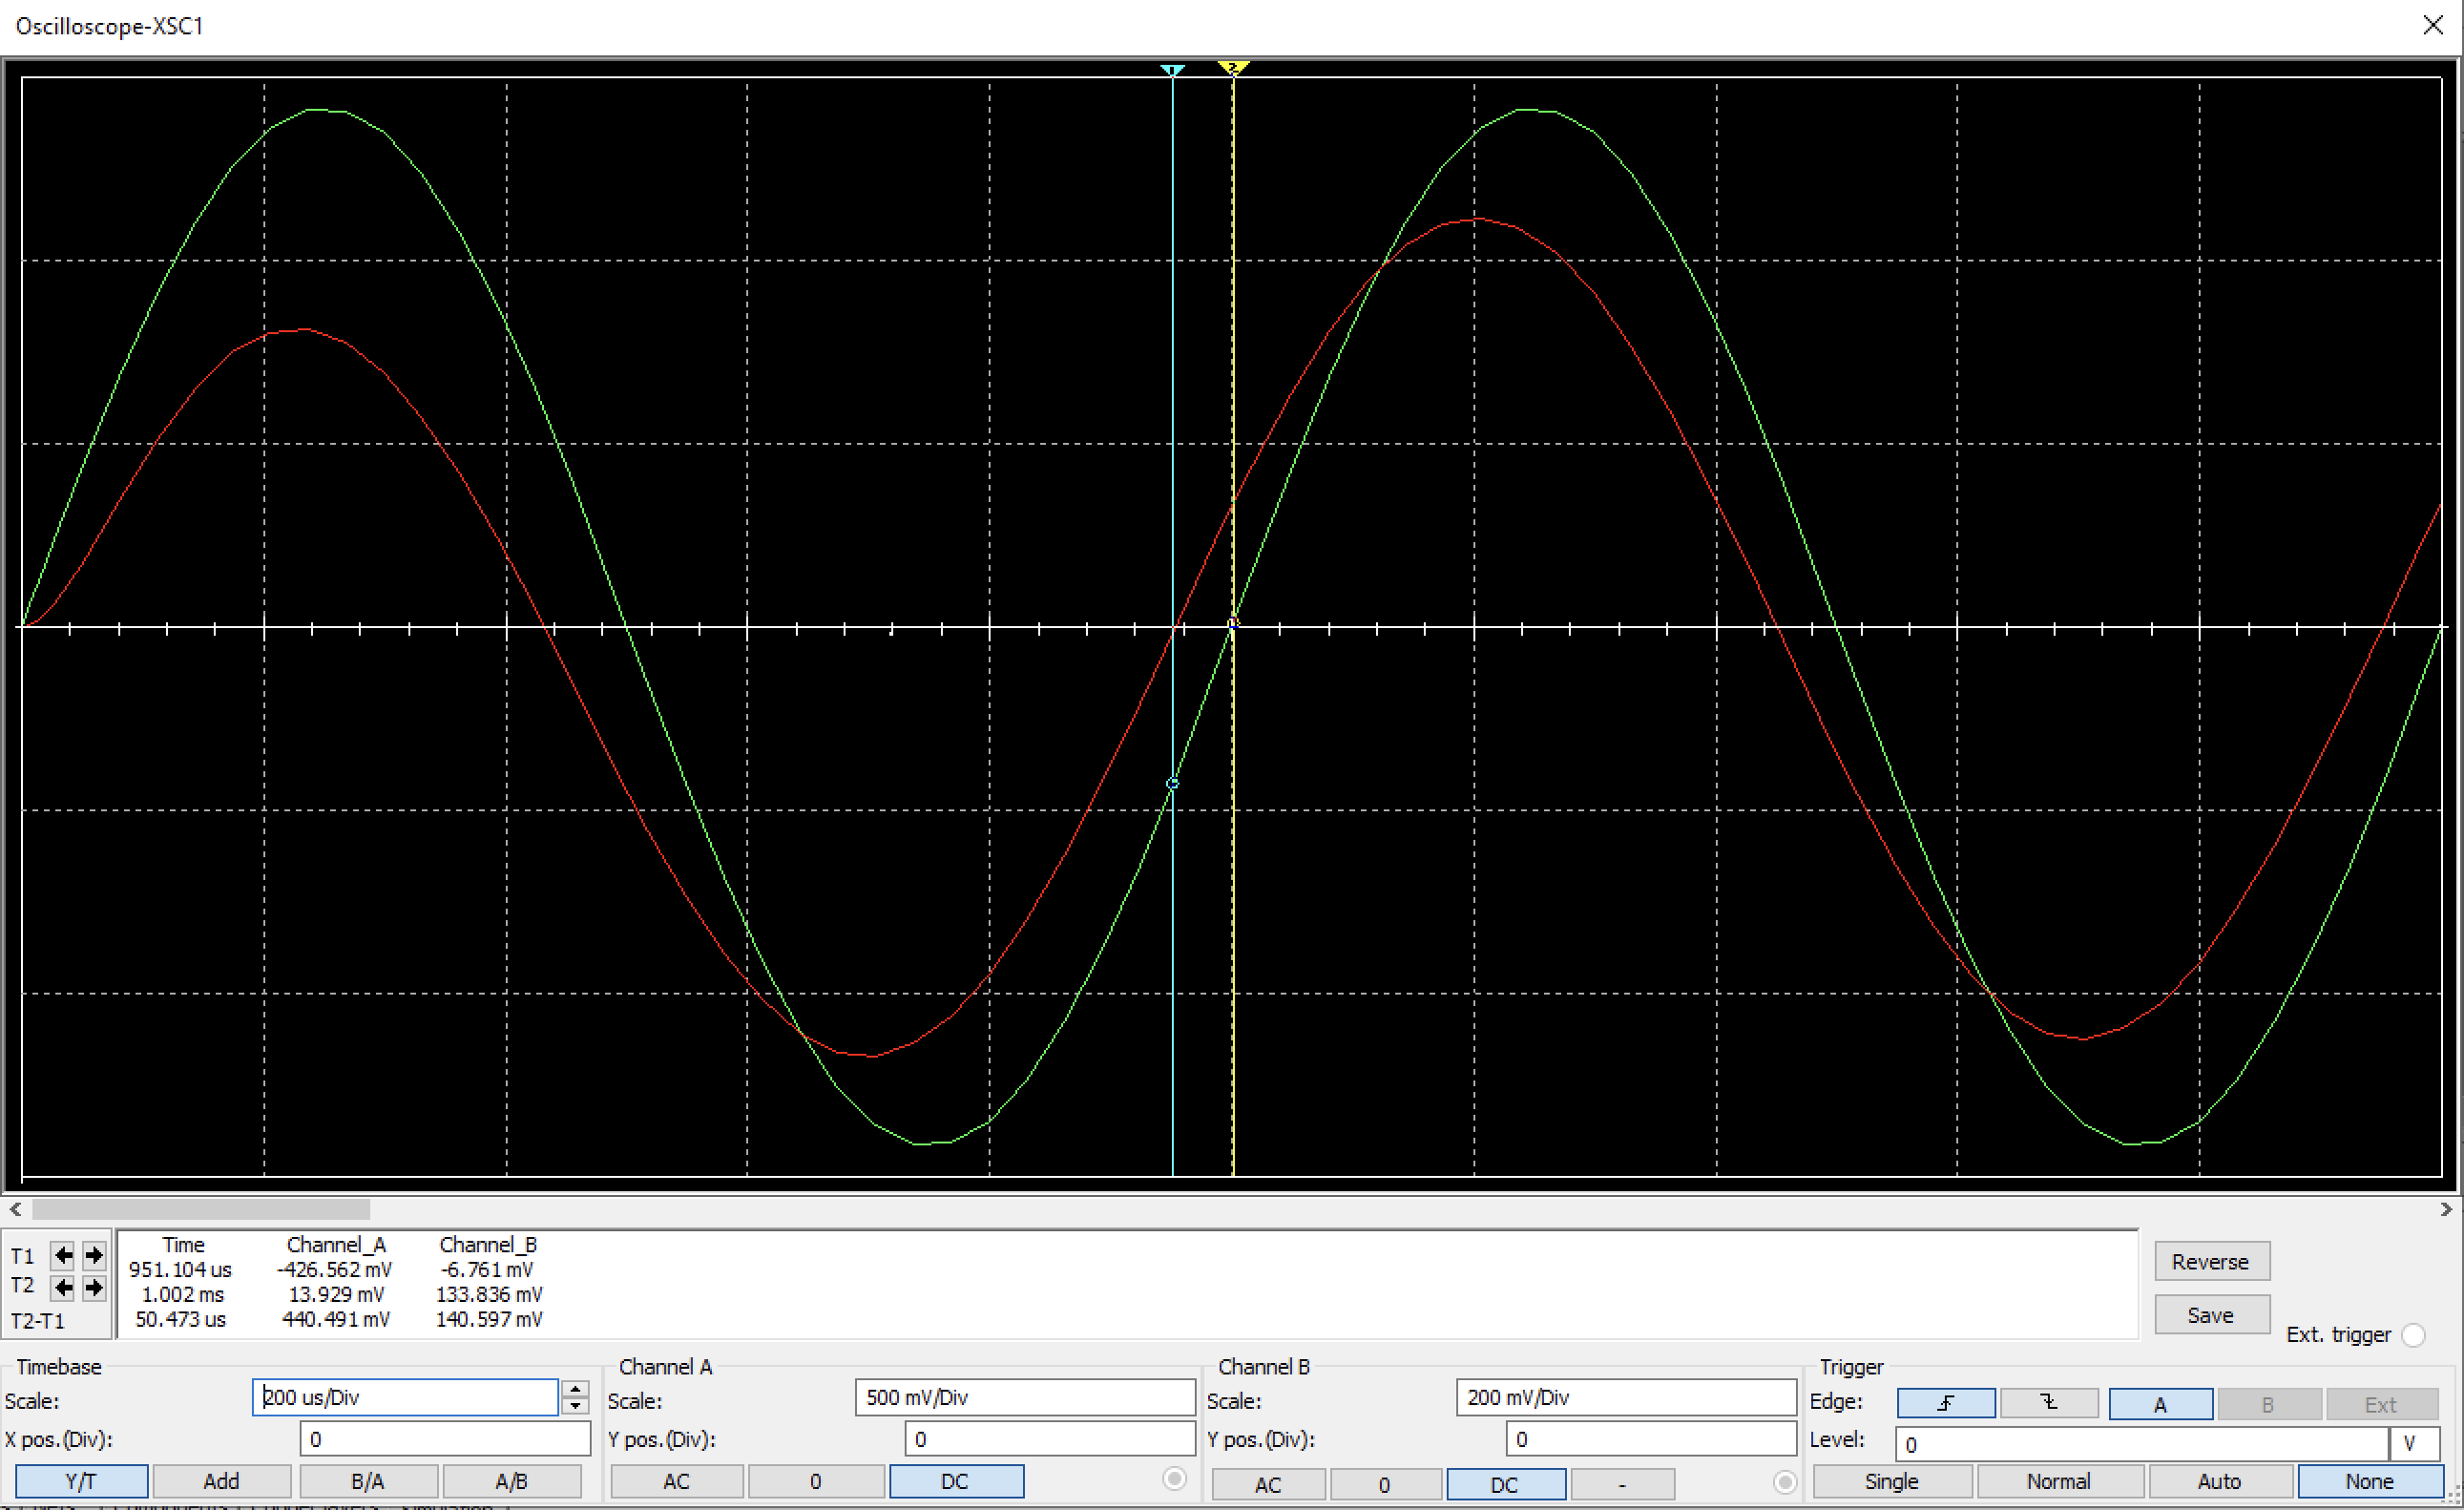 Oscilloscope-XSC1
2
T1
T2
T2-T1
Time Channel_A Channel_B
951.104 us -426.562 mV -6.761 mV
1.002 ms 13.929 mV 133.836 mV
50.473 us 440.491 mV 140.597 mV
Reverse
Save
Ext. trigger
Timebase
Scale: 200 us/Div
X pos.(Div): 0
Y/T Add B/A A/B
Channel A
Scale: 500 mV/Div
Y pos.(Div): 0
AC 0 DC
Channel B
Scale: 200 mV/Div
Y pos.(Div): 0
AC 0 DC -
Trigger
Edge: A B Ext
Level: 0 V
Single Normal Auto None